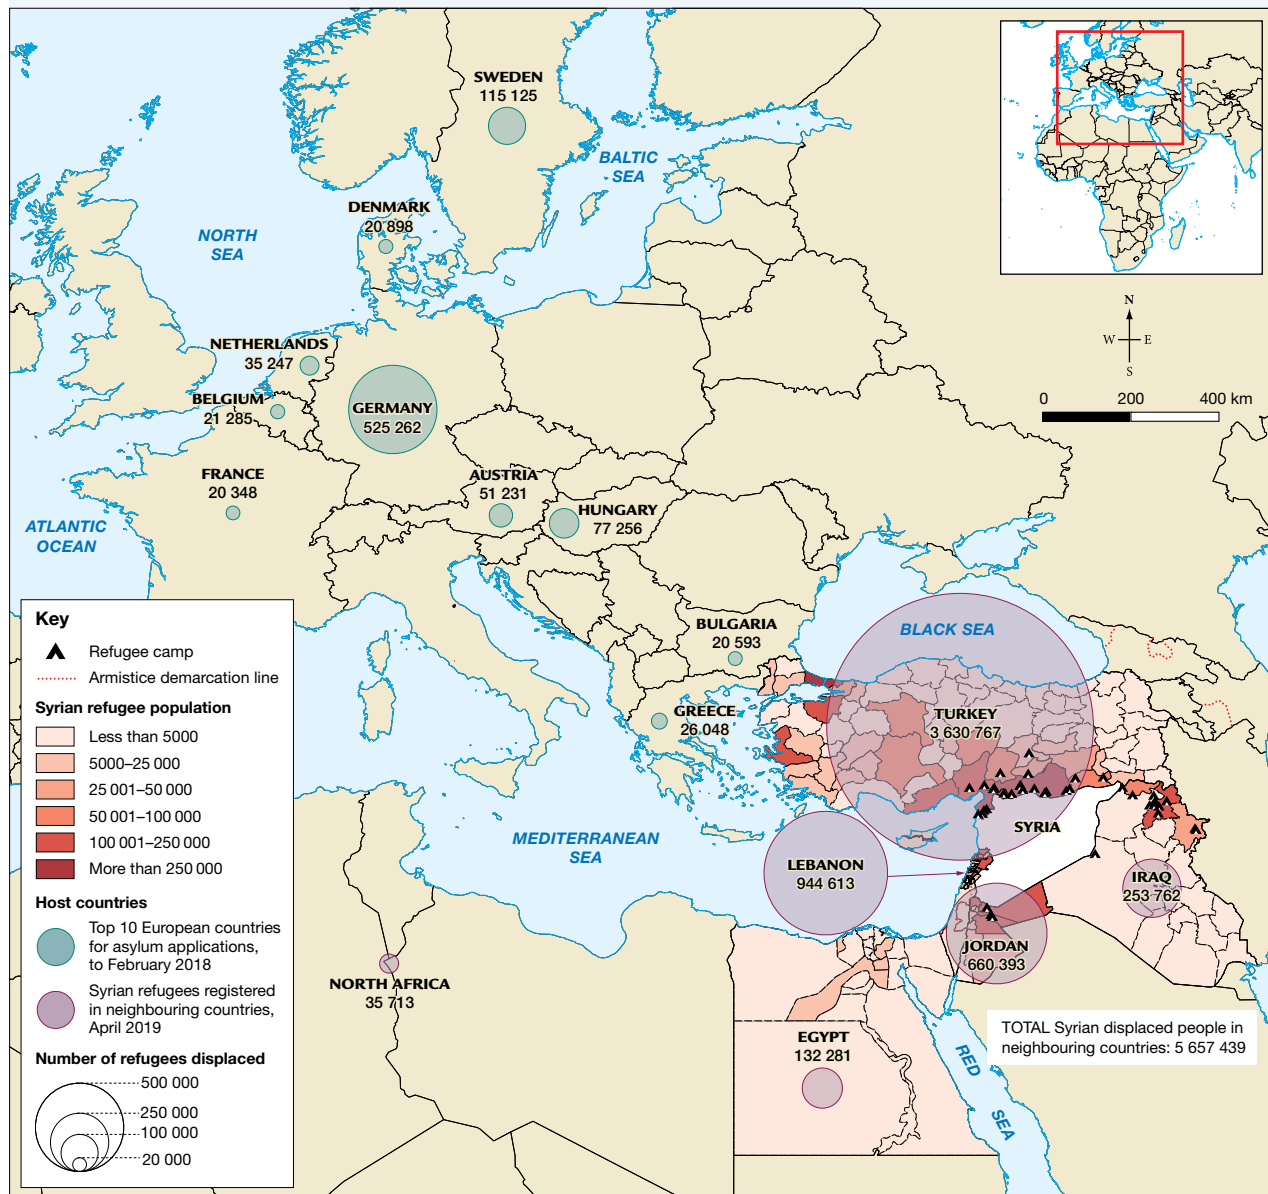 SWEDEN
115 125
BALTIC
SEA
DENMARK
20 898
NORTH
SEA
N
W
E
S
NETHERLANDS
35 247
BELGIUM
21 285
GERMANY
525 262
0
200
400 km
FRANCE
20 348
AUSTRIA
51 231
HUNGARY
77 256
ATLANTIC
OCEAN
BULGARIA
20 593
BLACK SEA
GREECE
26 048
TURKEY
3 630 767
SYRIA
MEDITERRANEAN
SEA
LEBANON
944 613
IRAQ
253 762
JORDAN
660 393
NORTH AFRICA
35 713
EGYPT
132 281
RED
SEA
TOTAL Syrian displaced people in
neighbouring countries: 5 657 439
Key
Refugee camp
Armistice demarcation line
Syrian refugee population
Less than 5000
5000–25 000
25 001–50 000
50 001–100 000
100 001–250 000
More than 250 000
Host countries
Top 10 European countries
for asylum applications,
to February 2018
Syrian refugees registered
in neighbouring countries,
April 2019
Number of refugees displaced
500 000
250 000
100 000
20 000